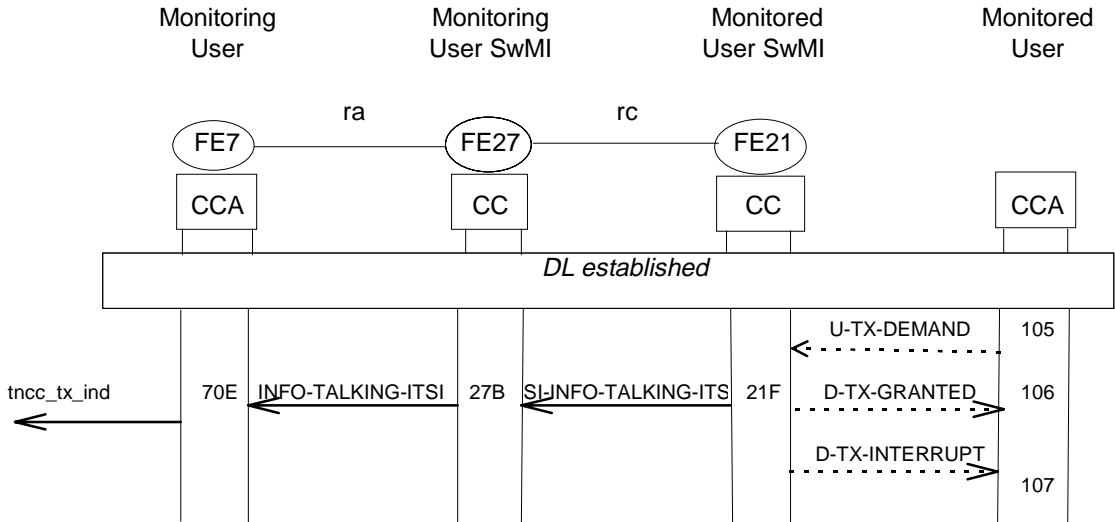 Monitoring Monitoring Monitored Monitored
User User SwMI User SwMI User
ra rc
FE7 FE27 FE21
CCA CC CC CCA
DL established
U-TX-DEMAND 105
tncc_tx_ind 70E INFO-TALKING-ITSI 27B SI-INFO-TALKING-ITS 21F D-TX-GRANTED 106
D-TX-INTERRUPT
107